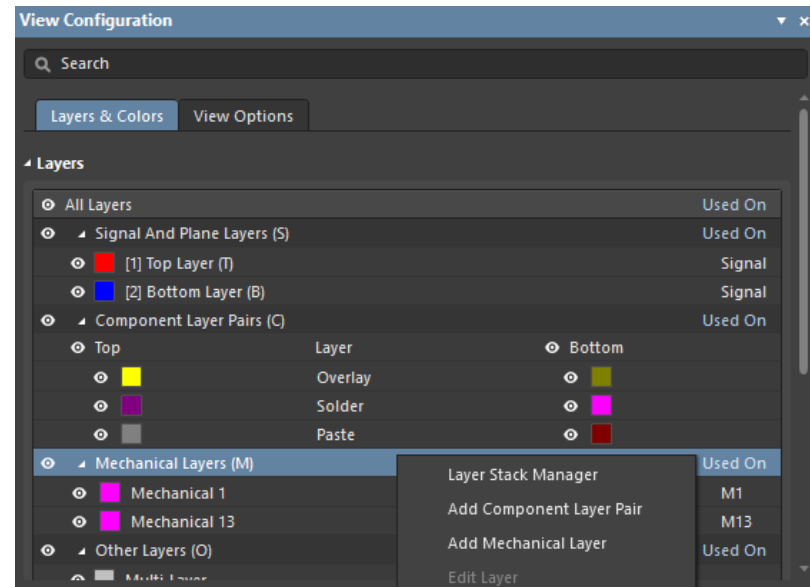 View Configuration
Search
Layers & Colors View Options
Layers
All Layers Used On
Signal And Plane Layers (S) Used On
[1] Top Layer (T) Signal
[2] Bottom Layer (B) Signal
Component Layer Pairs (C) Used On
Top Layer Bottom
Overlay
Solder
Paste
Mechanical Layers (M) Used On
Layer Stack Manager
Mechanical 1 M1
Add Component Layer Pair
Mechanical 13 M13
Add Mechanical Layer
Other Layers (O) Used On
Edit Layer
Multi-Layer